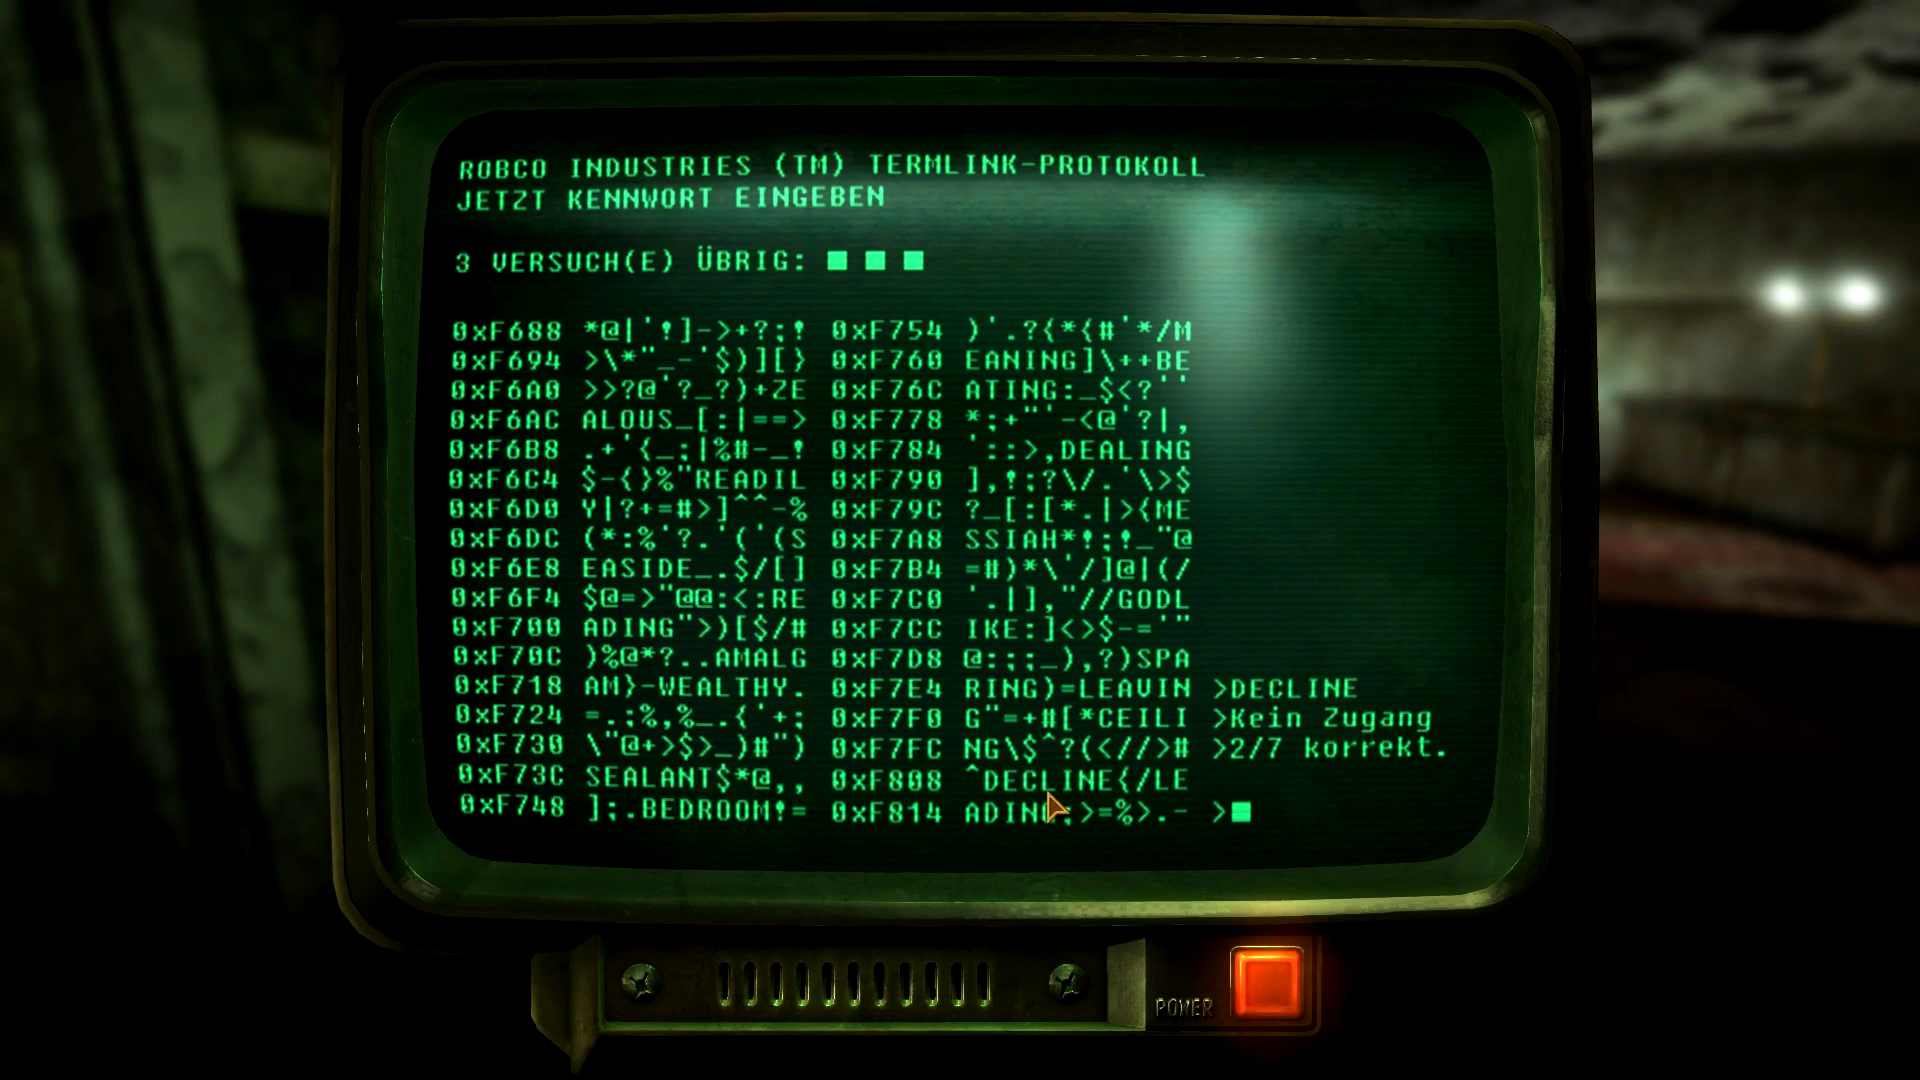 ROBCO INDUSTRIES (TM) TERMLINK-PROTOKOLL
JETZT KENNWORT EINGEBEN
3 VERSUCH(E) ÜBRIG: ■ ■ ■
0xF688 *@|'!]->+?;! 0xF754 )'.?{*{#'*/M
0xF694 >\*"_-'$)][} 0xF760 EANING]\++BE
0xF6A0 >>?@'?_?)+ZE 0xF76C ATING:_$<?''
0xF6AC ALOUS_[:|==> 0xF778 *;+"'-<@'?|,
0xF6B8 .+'{_;|%#-_! 0xF784 '::>,DEALING
0xF6C4 $-{}%"READIL 0xF790 ],!;?\/.'\>$
0xF6D0 Y|?+=#>]^^-% 0xF79C ?_[:[*.|>{ME
0xF6DC (*:%'?.'('(S 0xF7A8 SSIAH*!;!_"@
0xF6E8 EASIDE_.$/[] 0xF7B4 =#)*\'/]@|(/
0xF6F4 $@=>"@@:<:RE 0xF7C0 '.|],"//GODL
0xF700 ADING">)[$/# 0xF7CC IKE:]<>$-='"
0xF70C )%@*?..AMALG 0xF7D8 @:;;_),?)SPA
0xF718 AM}-WEALTHY. 0xF7E4 RING)=LEAVIN >DECLINE
0xF724 =.;%,%_.{'+; 0xF7F0 G"=+#[*CEILI >Kein Zugang
0xF730 \"@+>$>_)#") 0xF7FC NG\$^?(<//># >2/7 korrekt.
0xF73C SEALANT$*@,, 0xF808 ^DECLINE{/LE
0xF748 ];.BEDROOM!= 0xF814 ADING;>=%>.- >■
POWER